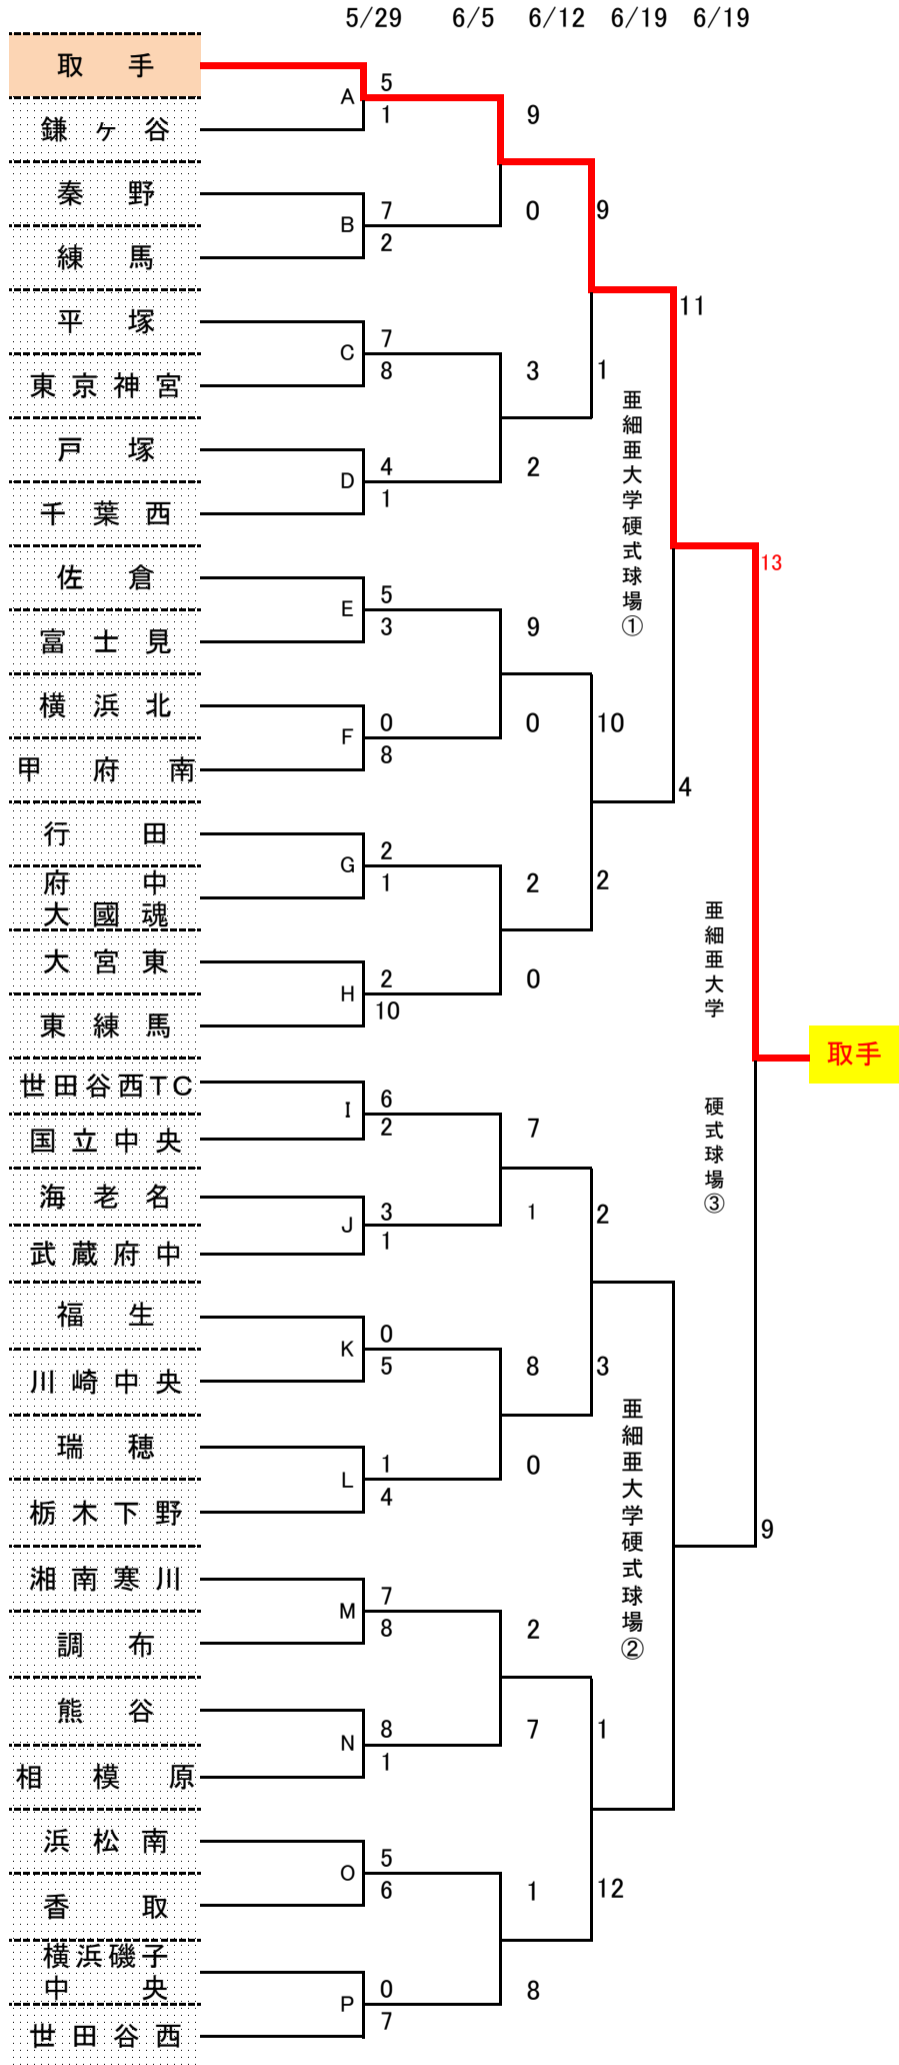 5/29 6/5 6/12 6/19 6/19
取手
A
5
1
鎌ヶ谷
9
秦野
B
7
2
0
9
練馬
平塚
11
C
7
8
3
1
東京神宮
戸塚
D
4
1
2
千葉西
亜細亜大学硬式球場①
佐倉
13
E
5
3
9
富士見
横浜北
F
0
8
0
10
甲府南
4
行田
G
2
1
2
2
府中
大國魂
大宮東
H
2
10
0
東練馬
亜細亜大学
取手
世田谷西TC
I
6
2
7
国立中央
硬式球場③
海老名
J
3
1
1
2
武蔵府中
福生
K
0
5
8
3
川崎中央
瑞穂
L
1
4
0
栃木下野
亜細亜大学硬式球場②
9
湘南寒川
M
7
8
2
調布
熊谷
N
8
1
7
1
相模原
浜松南
O
5
6
1
12
香取
横浜磯子
中央
P
0
7
8
世田谷西